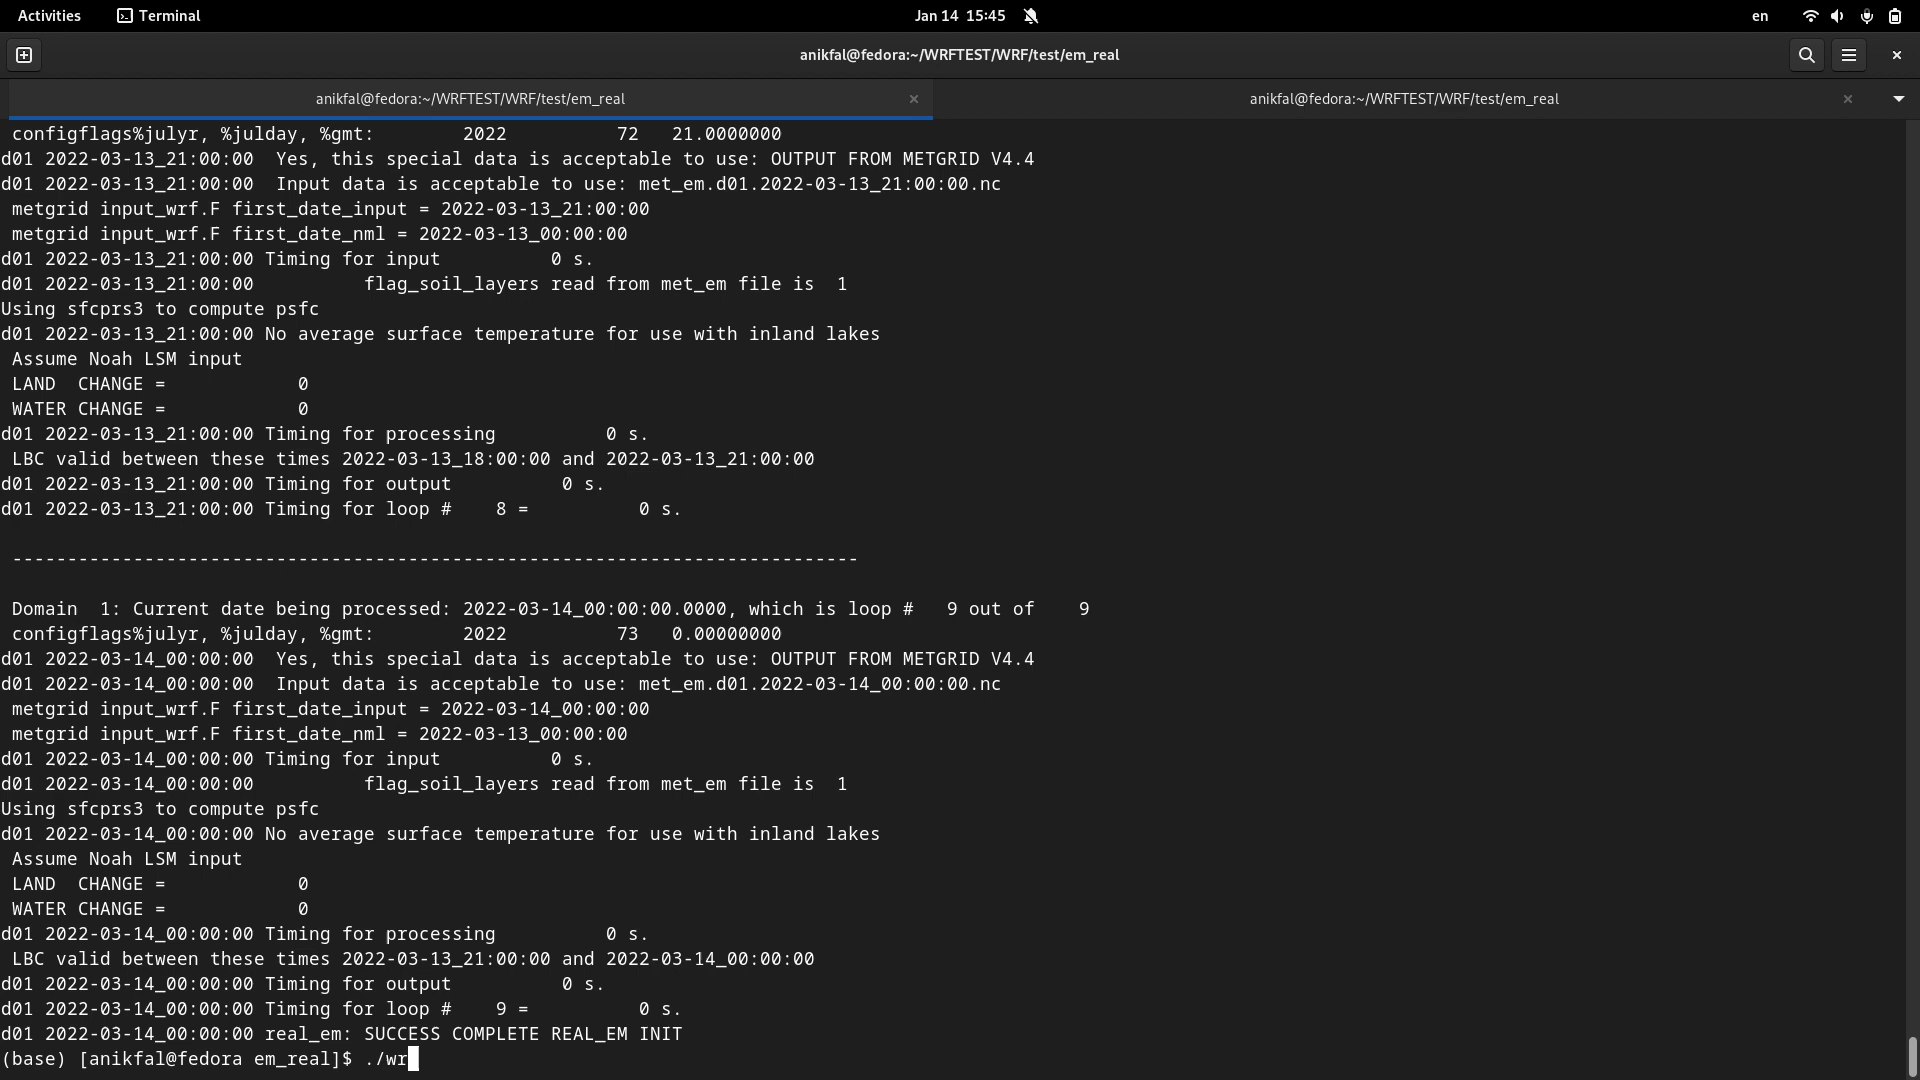 Activities Terminal Jan 14 15:45 en
anikfal@fedora:~/WRFTEST/WRF/test/em_real
anikfal@fedora:~/WRFTEST/WRF/test/em_real × anikfal@fedora:~/WRFTEST/WRF/test/em_real ×
configflags%julyr, %julday, %gmt:        2022          72   21.0000000
d01 2022-03-13_21:00:00  Yes, this special data is acceptable to use: OUTPUT FROM METGRID V4.4
d01 2022-03-13_21:00:00  Input data is acceptable to use: met_em.d01.2022-03-13_21:00:00.nc
metgrid input_wrf.F first_date_input = 2022-03-13_21:00:00
metgrid input_wrf.F first_date_nml = 2022-03-13_00:00:00
d01 2022-03-13_21:00:00 Timing for input          0 s.
d01 2022-03-13_21:00:00          flag_soil_layers read from met_em file is  1
Using sfcprs3 to compute psfc
d01 2022-03-13_21:00:00 No average surface temperature for use with inland lakes
Assume Noah LSM input
LAND  CHANGE =            0
WATER CHANGE =            0
d01 2022-03-13_21:00:00 Timing for processing          0 s.
LBC valid between these times 2022-03-13_18:00:00 and 2022-03-13_21:00:00
d01 2022-03-13_21:00:00 Timing for output          0 s.
d01 2022-03-13_21:00:00 Timing for loop #    8 =          0 s.
-----------------------------------------------------------------------------
Domain  1: Current date being processed: 2022-03-14_00:00:00.0000, which is loop #   9 out of    9
configflags%julyr, %julday, %gmt:        2022          73   0.00000000
d01 2022-03-14_00:00:00  Yes, this special data is acceptable to use: OUTPUT FROM METGRID V4.4
d01 2022-03-14_00:00:00  Input data is acceptable to use: met_em.d01.2022-03-14_00:00:00.nc
metgrid input_wrf.F first_date_input = 2022-03-14_00:00:00
metgrid input_wrf.F first_date_nml = 2022-03-13_00:00:00
d01 2022-03-14_00:00:00 Timing for input          0 s.
d01 2022-03-14_00:00:00          flag_soil_layers read from met_em file is  1
Using sfcprs3 to compute psfc
d01 2022-03-14_00:00:00 No average surface temperature for use with inland lakes
Assume Noah LSM input
LAND  CHANGE =            0
WATER CHANGE =            0
d01 2022-03-14_00:00:00 Timing for processing          0 s.
LBC valid between these times 2022-03-13_21:00:00 and 2022-03-14_00:00:00
d01 2022-03-14_00:00:00 Timing for output          0 s.
d01 2022-03-14_00:00:00 Timing for loop #    9 =          0 s.
d01 2022-03-14_00:00:00 real_em: SUCCESS COMPLETE REAL_EM INIT
(base) [anikfal@fedora em_real]$ ./wr